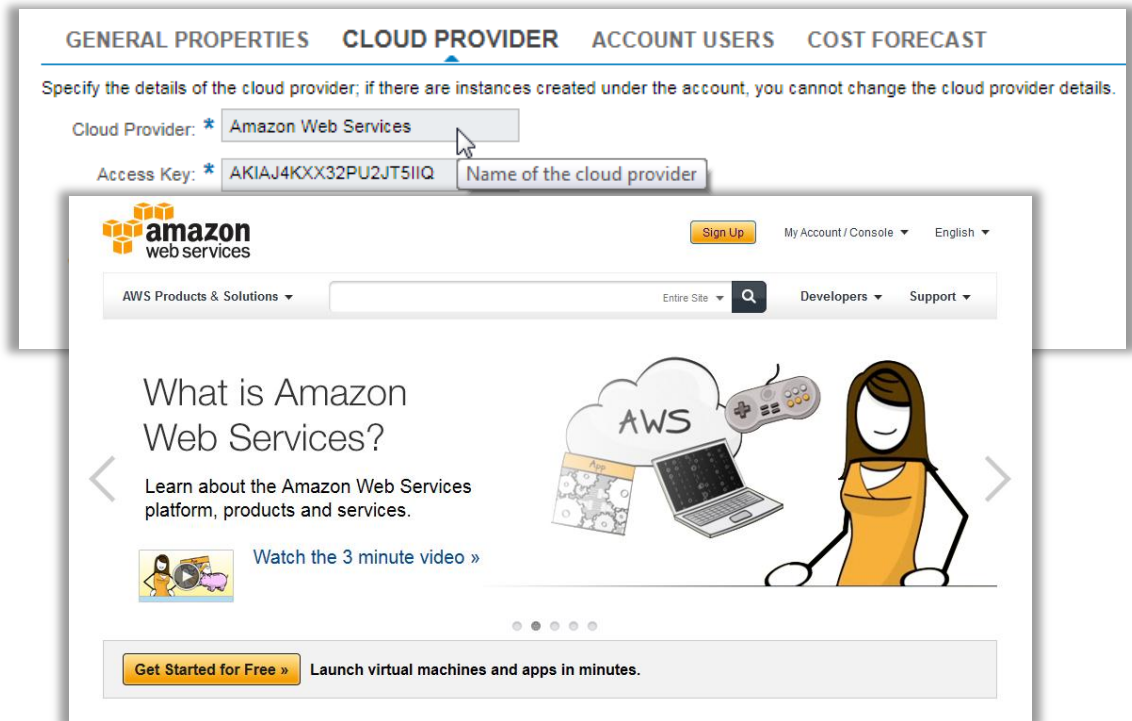 GENERAL PROPERTIES CLOUD PROVIDER ACCOUNT USERS COST FORECAST
Specify the details of the cloud provider; if there are instances created under the account, you cannot change the cloud provider details.
Cloud Provider: * Amazon Web Services
Access Key: * AKIAJ4KXX32PU2JT5IIQ
Name of the cloud provider
amazon
web services
Sign Up My Account / Console English
AWS Products & Solutions Entire Site Developers Support
What is Amazon
Web Services?
Learn about the Amazon Web Services
platform, products and services.
Watch the 3 minute video »
AWS
App
Get Started for Free » Launch virtual machines and apps in minutes.